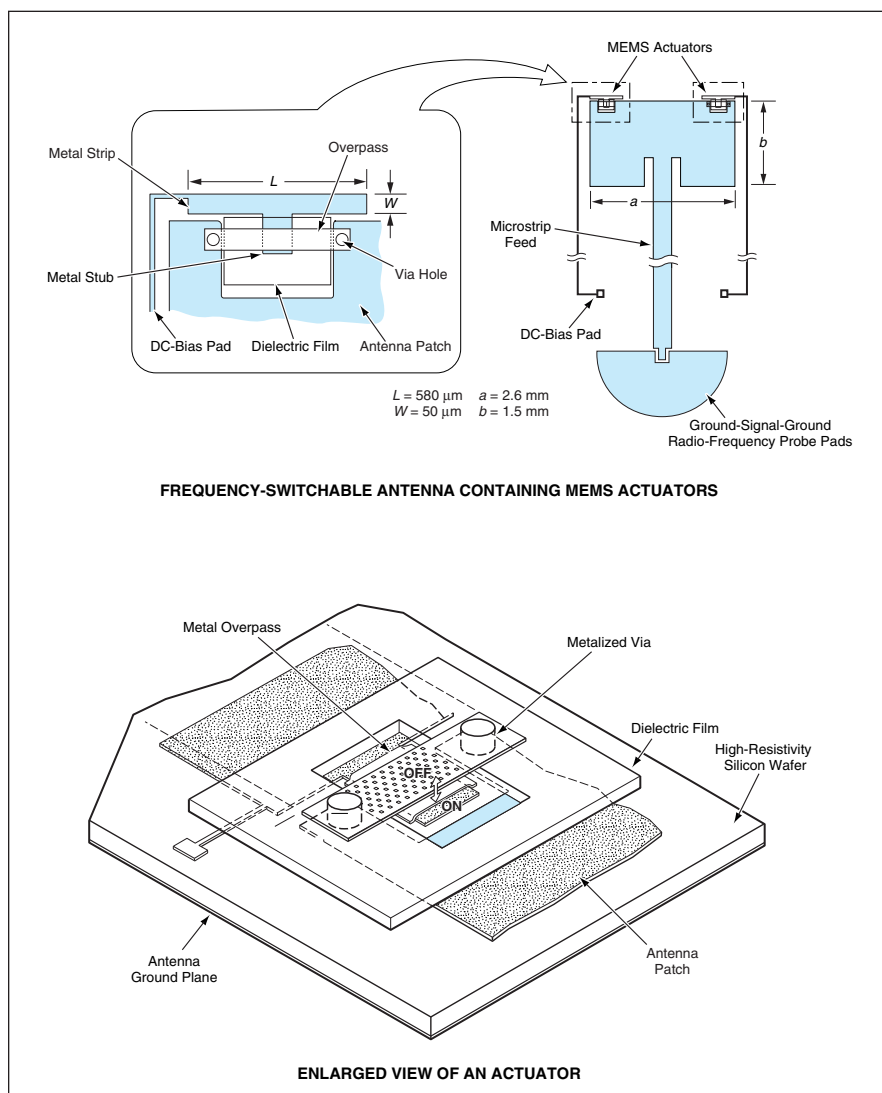 MEMS Actuators
Metal Strip
L
Overpass
W
b
a
Microstrip
Feed
Metal Stub
Via Hole
DC-Bias Pad
Dielectric Film
Antenna Patch
DC-Bias Pad
L = 580 µm   a = 2.6 mm
W = 50 µm   b = 1.5 mm
Ground-Signal-Ground
Radio-Frequency Probe Pads
FREQUENCY-SWITCHABLE ANTENNA CONTAINING MEMS ACTUATORS
Metal Overpass
Metalized Via
Dielectric Film
High-Resistivity
Silicon Wafer
OFF
ON
Antenna
Ground Plane
Antenna
Patch
ENLARGED VIEW OF AN ACTUATOR